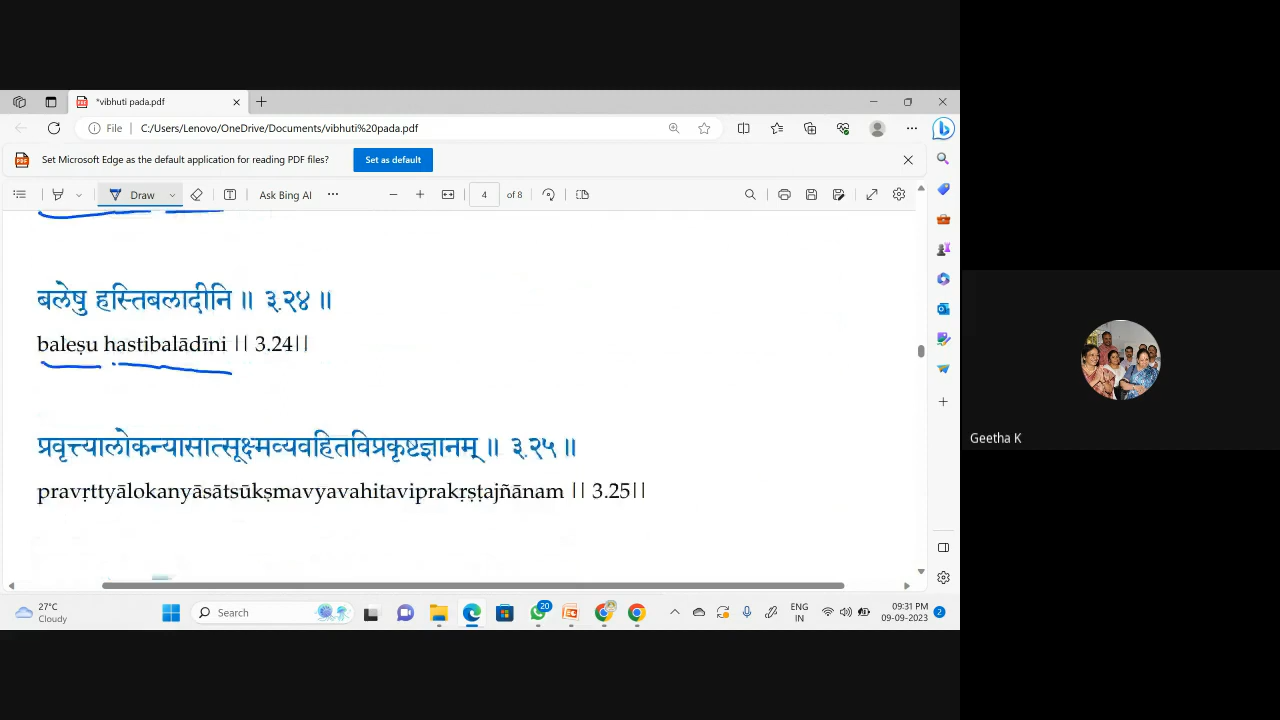 *vibhuti pada.pdf
File
C:/Users/Lenovo/OneDrive/Documents/vibhuti%20pada.pdf
Set Microsoft Edge as the default application for reading PDF files?
Set as default
Draw
Ask Bing AI
4 of 8
बलेषु हस्तिबलादीनि ॥ ३.२४ ॥
baleṣu hastibalādīni || 3.24||
प्रवृत्त्यालोकन्यासात्सूक्ष्मव्यवहितविप्रकृष्टज्ञानम् ॥ ३.२५ ॥
pravṛttyālokanyāsātsūkṣmavyavahitaviprakṛṣṭajñānam || 3.25||
Geetha K
27°C
Cloudy
Search
20
ENG
IN
09:31 PM
09-09-2023
2